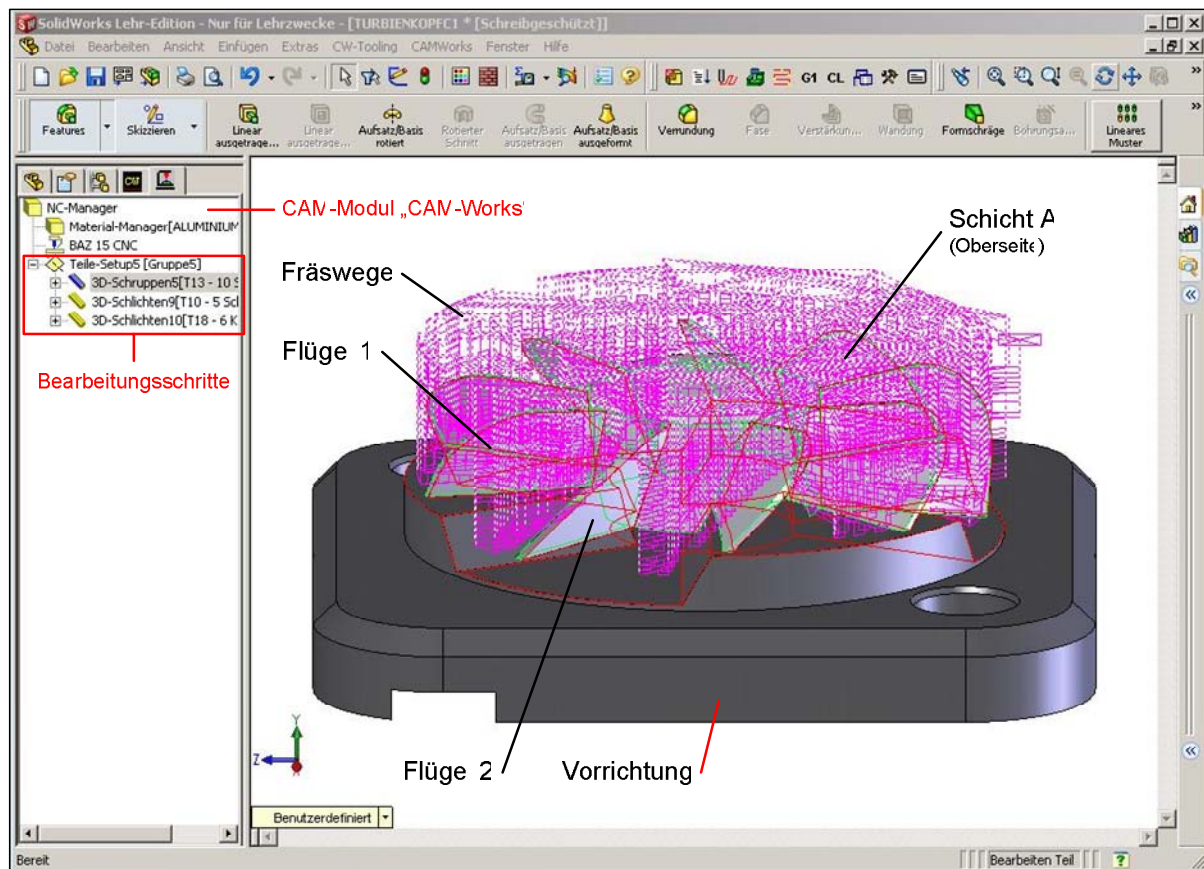 SolidWorks Lehr-Edition - Nur für Lehrzwecke - [TURBIENKOPFC1 * [Schreibgeschützt]]
Datei Bearbeiten Ansicht Einfügen Extras CW-Tooling CAMWorks Fenster Hilfe
G1 CL
Features
Skizzieren
Linear ausgetrage...
Linear ausgetrage...
Aufsatz/Basis rotiert
Rotierter Schnitt
Aufsatz/Basis ausgetragen
Aufsatz/Basis ausgeformt
Verrundung
Fase
Verstärkun...
Wandung
Formschräge
Bohrungsa...
Lineares Muster
NC-Manager
Material-Manager[ALUMINIUM
BAZ 15 CNC
Teile-Setup5 [Gruppe5]
3D-Schruppen5[T13 - 10 S
3D-Schlichten9[T10 - 5 Scl
3D-Schlichten10[T18 - 6 K
Bearbeitungsschritte
CAM-Modul „CAM-Works"
Schicht A
(Oberseite)
Fräswege
Flüge 1
Flüge 2
Vorrichtung
Y
Z
Benutzerdefiniert
Bereit
Bearbeiten Teil